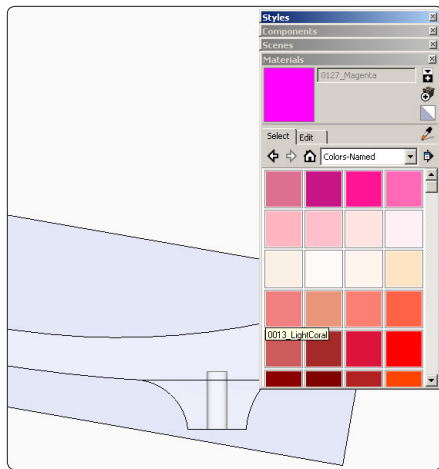 Styles
Components
Scenes
Materials
0127_Magenta
Select
Edit
Colors-Named
0013_LightCoral